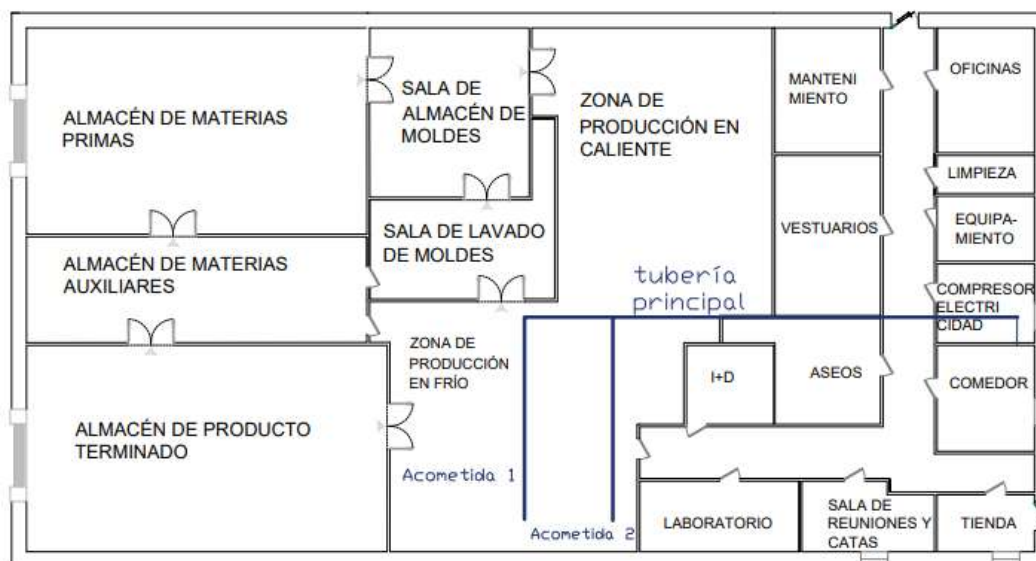 ALMACÉN DE MATERIAS
PRIMAS
SALA DE
ALMACÉN DE
MOLDES
ZONA DE
PRODUCCIÓN EN
CALIENTE
MANTENI
MIENTO
OFICINAS
LIMPIEZA
EQUIPA-
MIENTO
VESTUARIOS
SALA DE LAVADO
DE MOLDES
ALMACÉN DE MATERIAS
AUXILIARES
tubería
principal
COMPRESOR
ELECTRI
CIDAD
ZONA DE
PRODUCCIÓN
EN FRÍO
I+D
ASEOS
COMEDOR
ALMACÉN DE PRODUCTO
TERMINADO
Acometida 1
Acometida 2
LABORATORIO
SALA DE
REUNIONES Y
CATAS
TIENDA